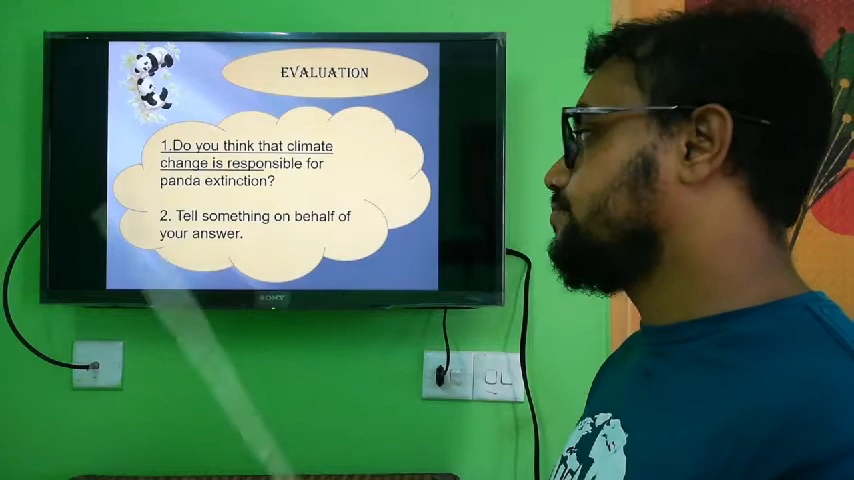 EVALUATION
1.Do you think that climate
change is responsible for
panda extinction?
2. Tell something on behalf of
your answer.
SONY